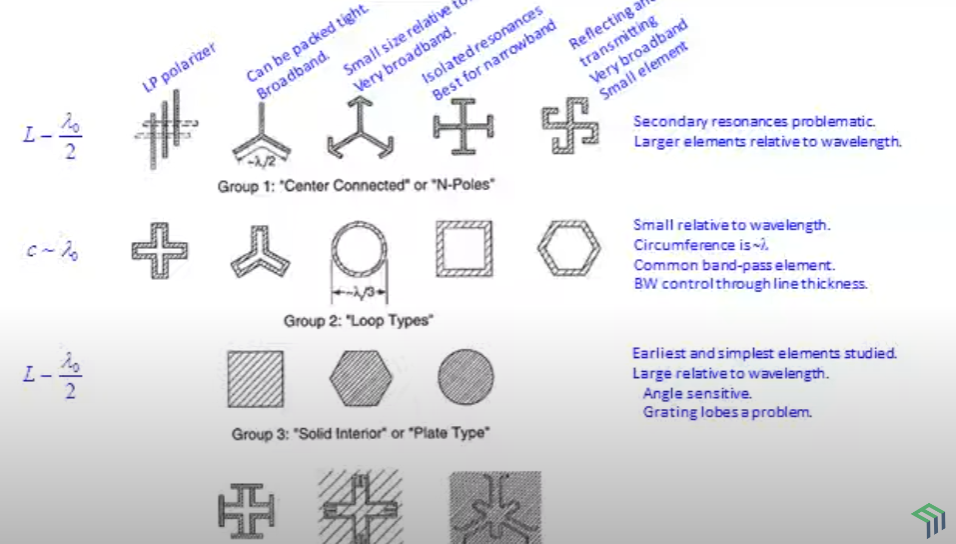 LP polarizer
Can be packed tight.
Broadband.
Small size relative to
Very broadband.
Isolated resonances
Best for narrowband
Reflecting and
transmitting
Very broadband
Small element
L ~ λ₀/2
~λ/2
Secondary resonances problematic.
Larger elements relative to wavelength.
Group 1: "Center Connected" or "N-Poles"
c ~ λ₀
~λ/3
Small relative to wavelength.
Circumference is ~λ
Common band-pass element.
BW control through line thickness.
Group 2: "Loop Types"
L ~ λ₀/2
Earliest and simplest elements studied.
Large relative to wavelength.
Angle sensitive.
Grating lobes a problem.
Group 3: "Solid Interior" or "Plate Type"